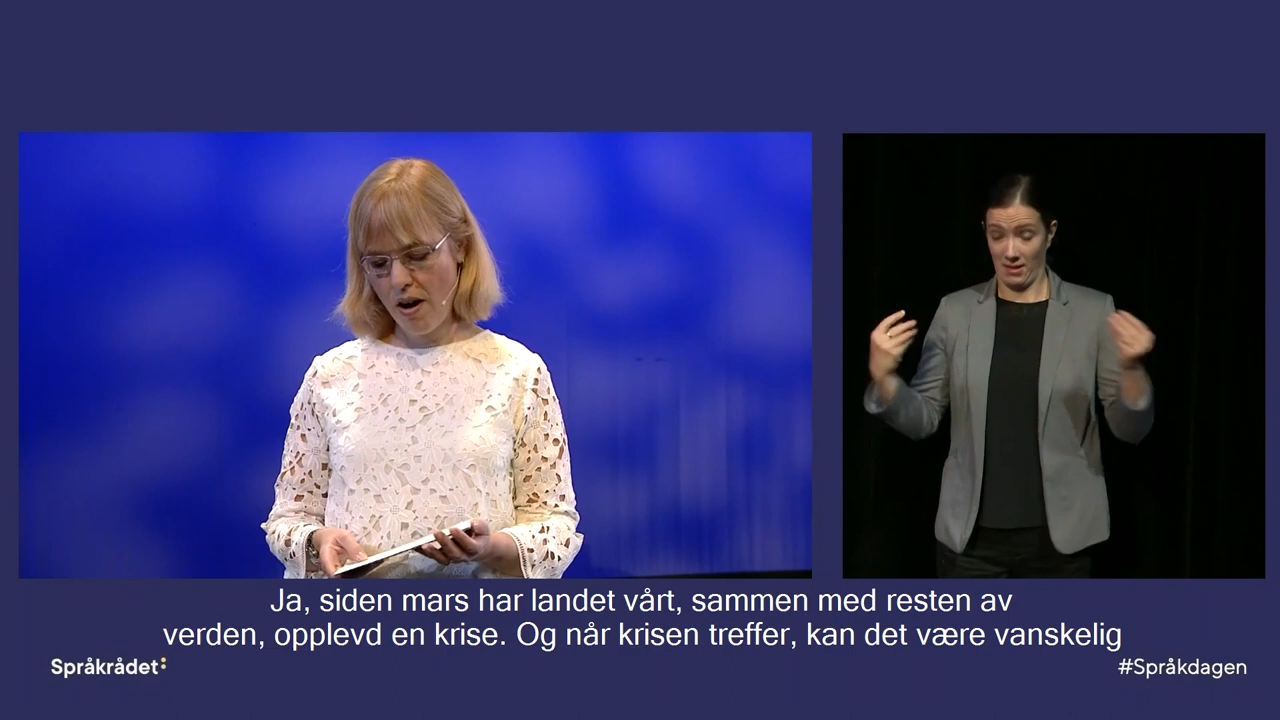 Ja, siden mars har landet vårt, sammen med resten av
verden, opplevd en krise. Og når krisen treffer, kan det være vanskelig
Språkrådet:
#Språkdagen